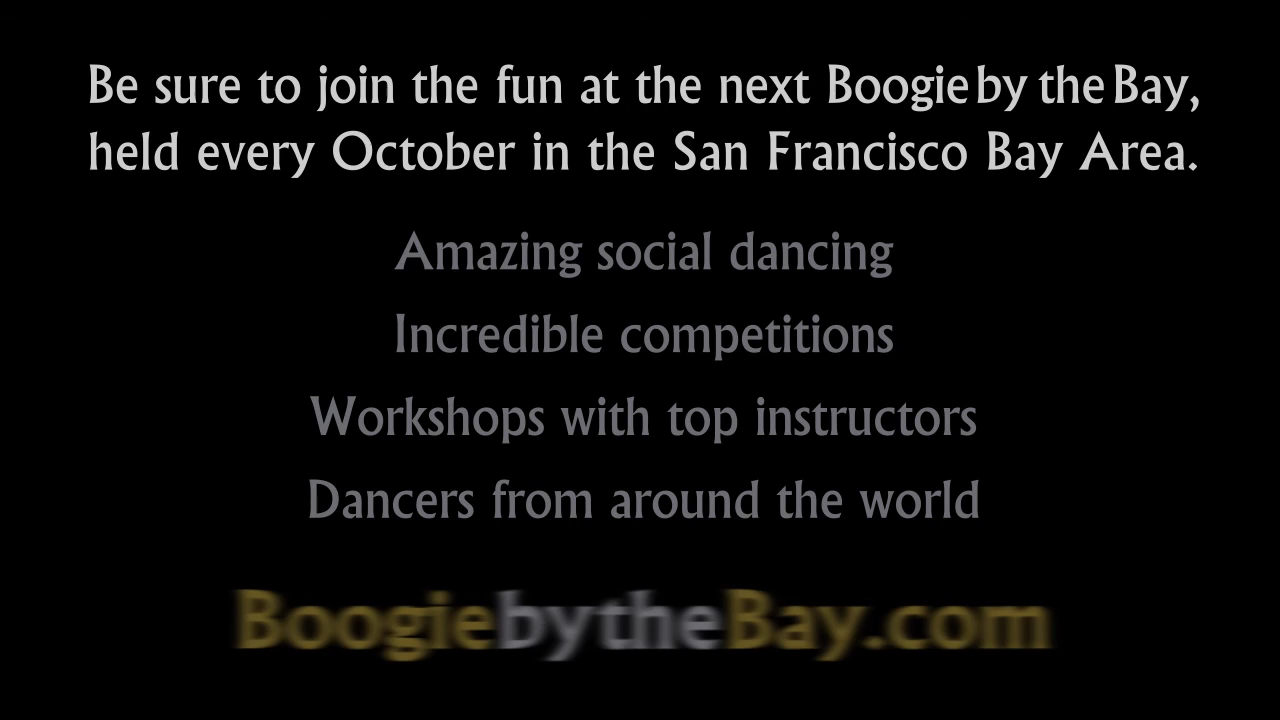 Be sure to join the fun at the next Boogie by the Bay,
held every October in the San Francisco Bay Area.
Amazing social dancing
Incredible competitions
Workshops with top instructors
Dancers from around the world
BoogiebytheBay.com